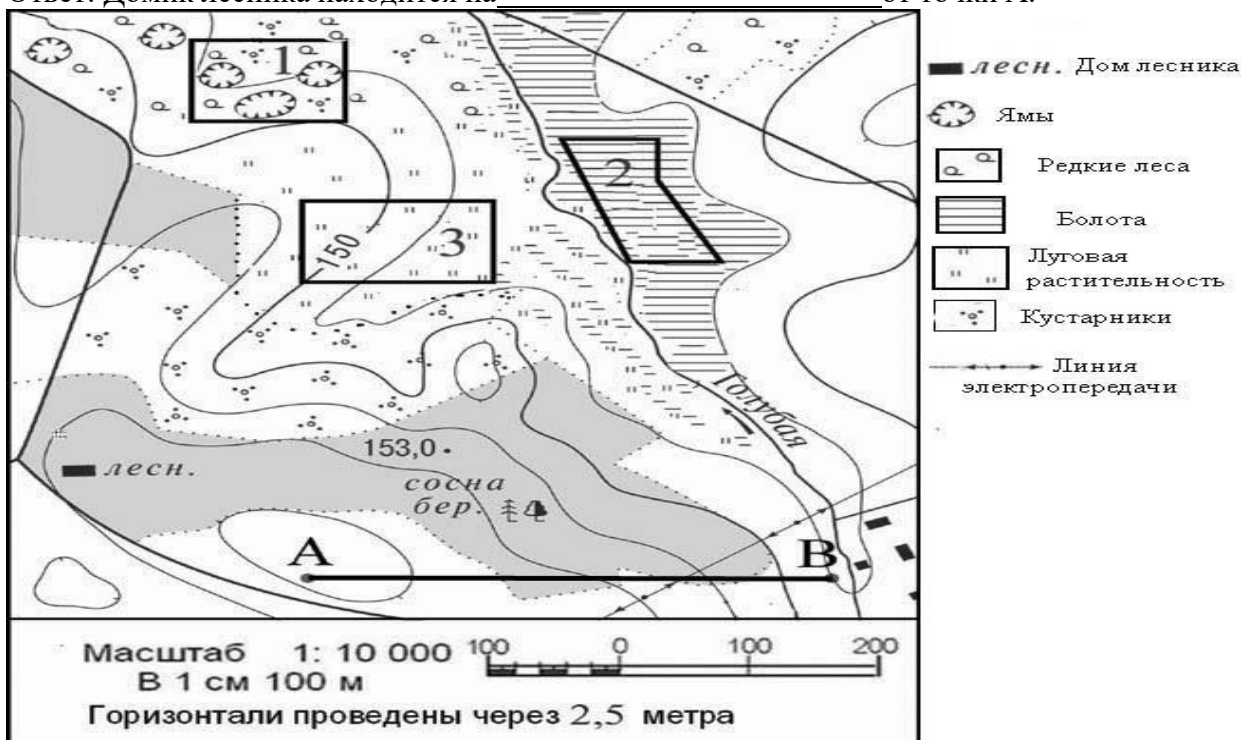 Ответ: Домик лесника находится на ____________ от точки А.
1
2
3
150
Голубая
153,0
лесн.
сосна
бер.
А
В
Масштаб 1: 10 000
В 1 см 100 м
100 0 100 200
Горизонтали проведены через 2,5 метра
лесн. Дом лесника
Ямы
Редкие леса
Болота
Луговая
растительность
Кустарники
Линия
электропередачи